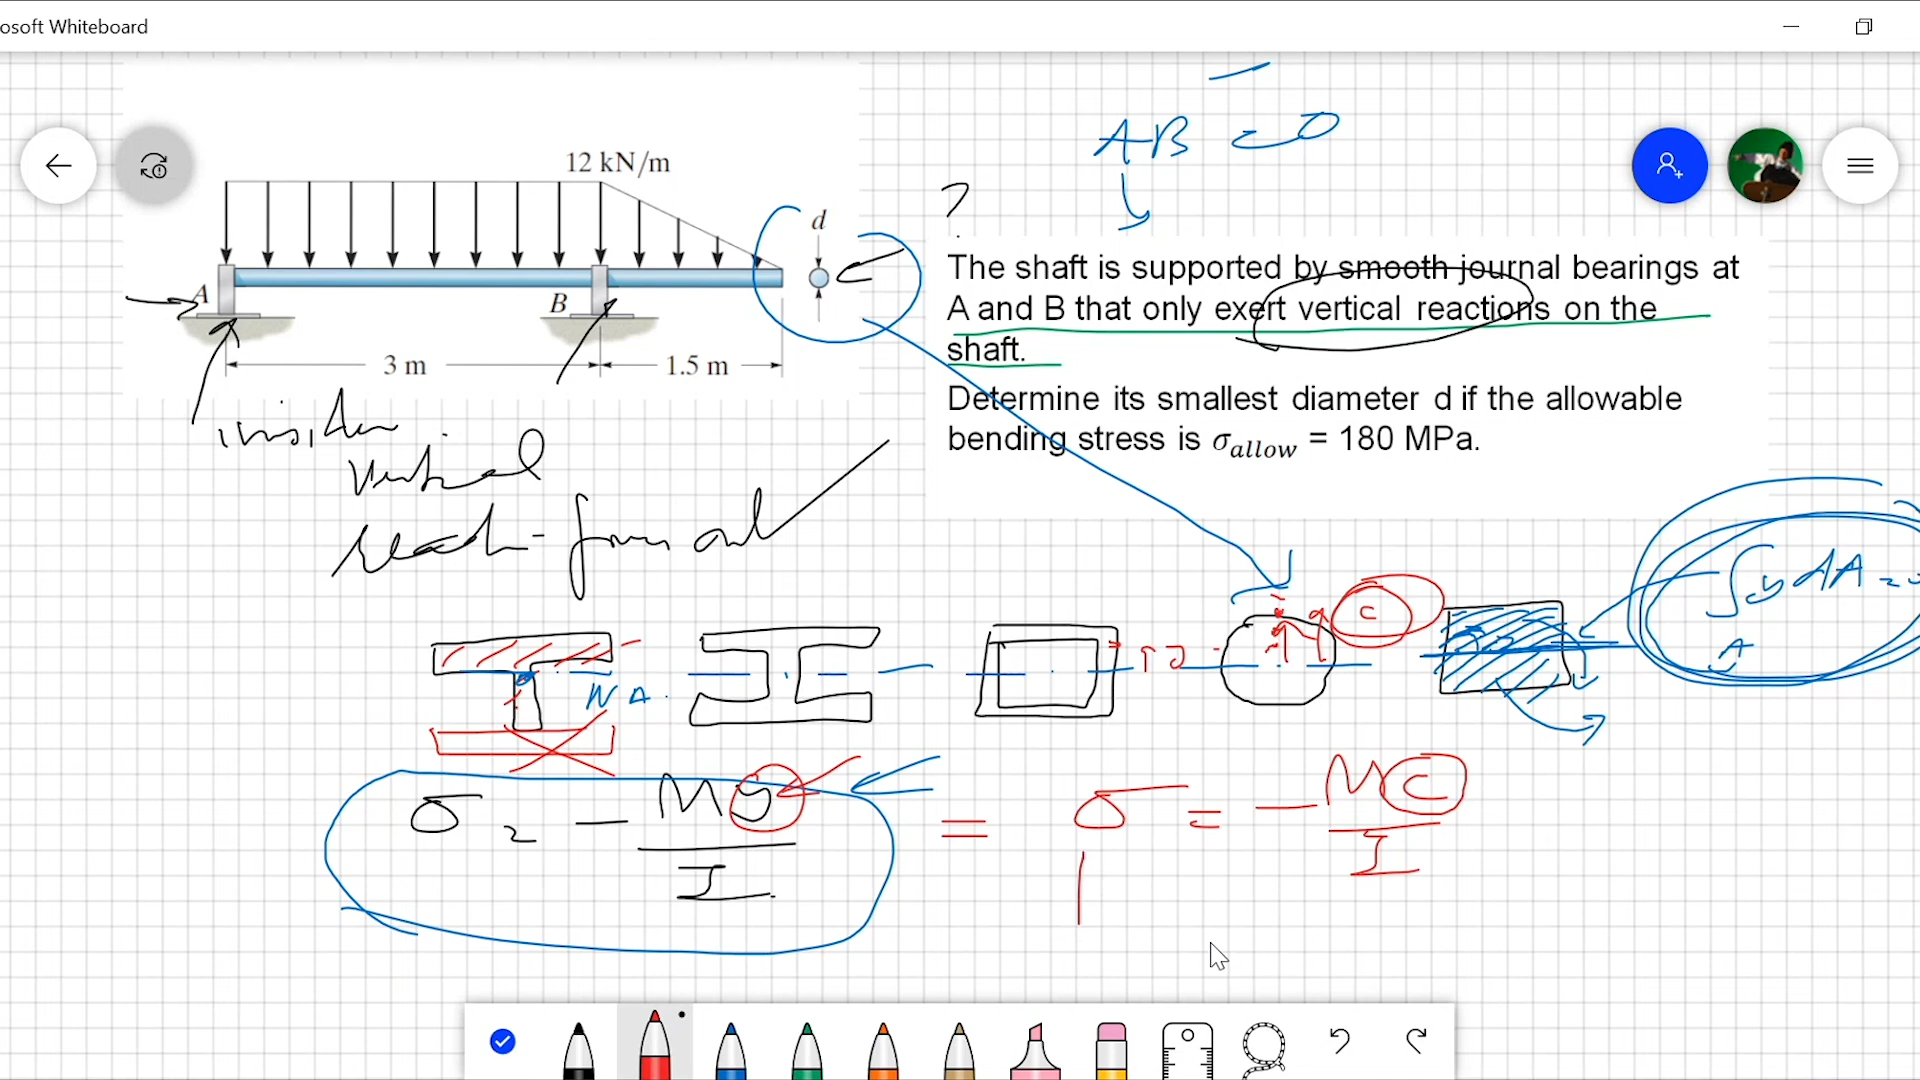 osoft Whiteboard
AB = 0
12 kN/m
?
d
A
B
3 m
1.5 m
The shaft is supported by smooth journal bearings at
A and B that only exert vertical reactions on the
shaft.
Determine its smallest diameter d if the allowable
bending stress is σallow = 180 MPa.
vertical
∫ y dA = 0
A
C
N A.
σ = - My / I
=
σ = - Mc / I